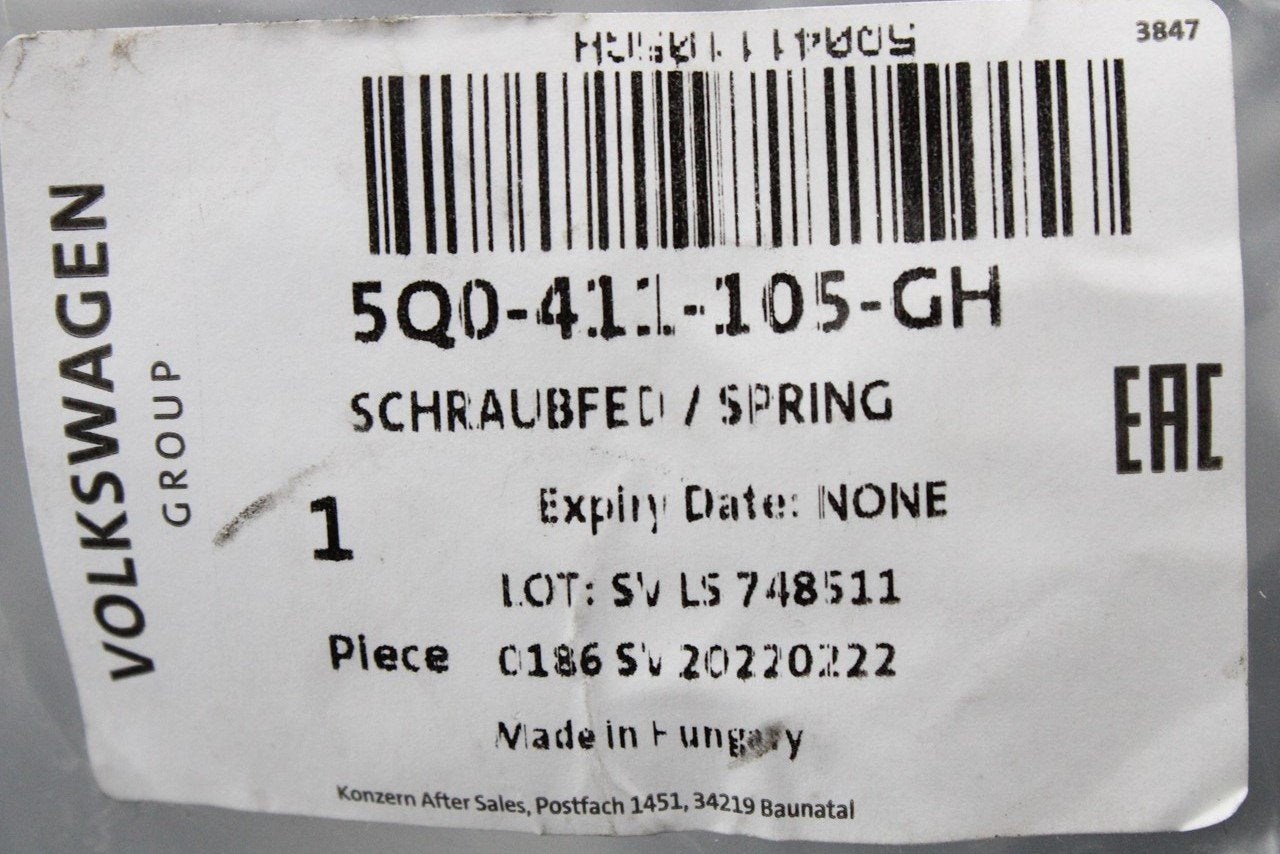 3847
5Q0411105GH
5Q0-411-105-GH
SCHRAUBFED / SPRING
EAC
VOLKSWAGEN
GROUP
1
Expiry Date: NONE
LOT: SV LS 748511
Piece
0186 SV 20220222
Made in Hungary
Konzern After Sales, Postfach 1451, 34219 Baunatal